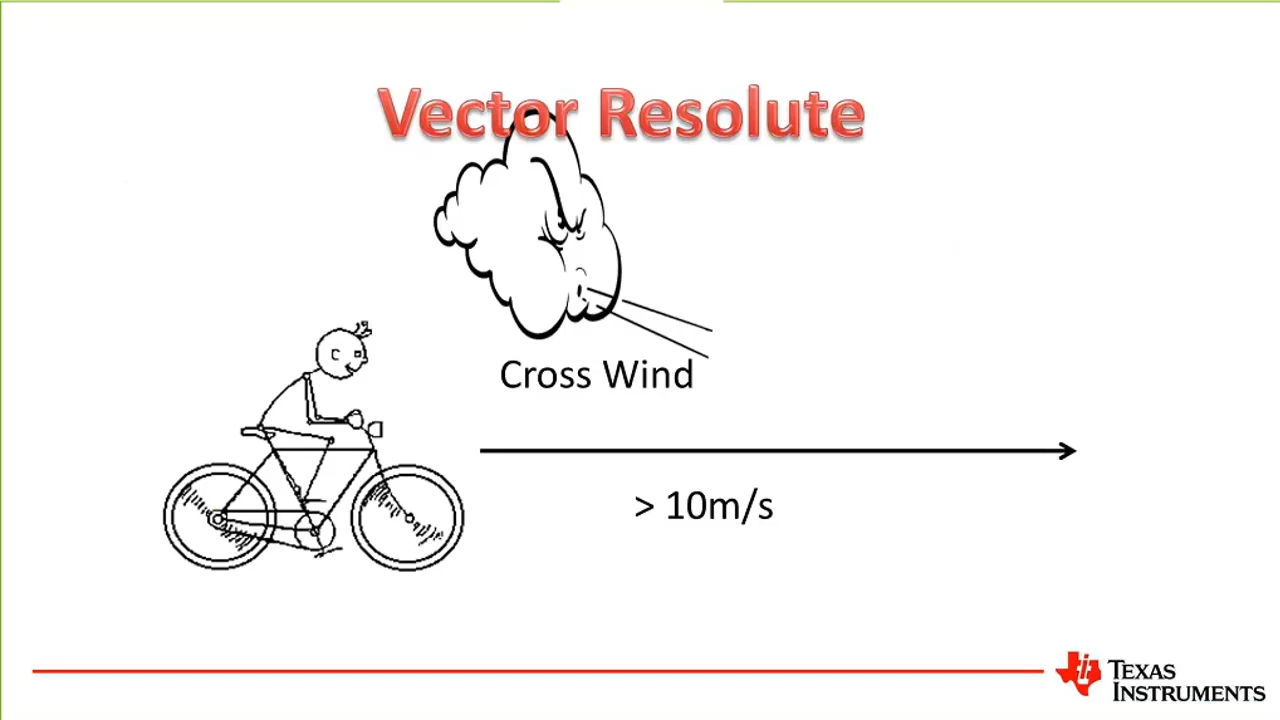 Vector Resolute
Cross Wind
> 10m/s
TEXAS
INSTRUMENTS